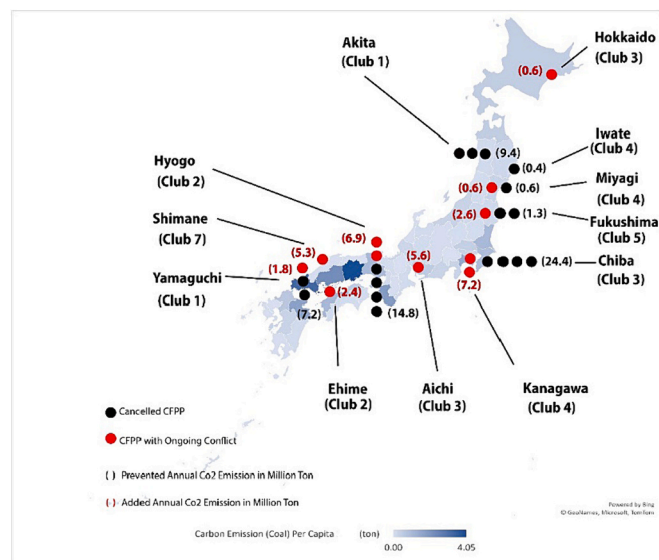 Hokkaido
(Club 3)
(0.6)
Akita
(Club 1)
(9.4)
Iwate
(Club 4)
(0.4)
Miyagi
(Club 4)
(0.6)
(0.6)
Fukushima
(Club 5)
(2.6)
(1.3)
Chiba
(Club 3)
(24.4)
Hyogo
(Club 2)
(6.9)
Shimane
(Club 7)
(5.3)
(5.6)
(1.8)
Yamaguchi
(Club 1)
(7.2)
(2.4)
(7.2)
(14.8)
Ehime
(Club 2)
Aichi
(Club 3)
Kanagawa
(Club 4)
Cancelled CFPP
CFPP with Ongoing Conflict
( ) Prevented Annual Co2 Emission in Million Ton
( ) Added Annual Co2 Emission in Million Ton
Powered by Bing
© GeoNames, Microsoft, TomTom
Carbon Emission (Coal) Per Capita (ton)
0.00 4.05